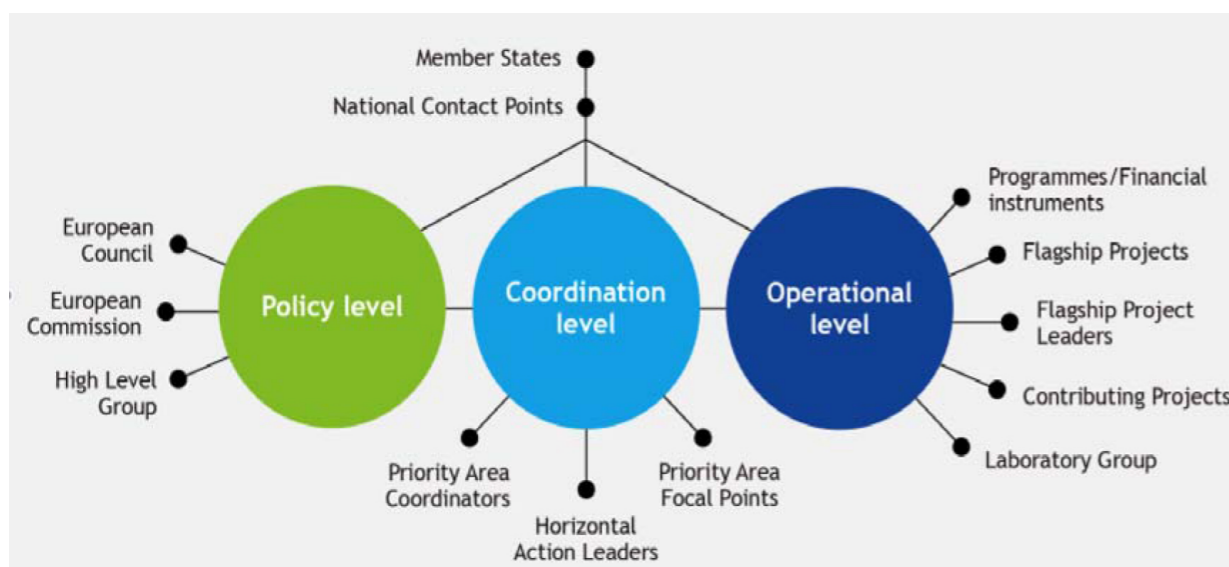 Member States
National Contact Points
European
Council
European
Commission
High Level
Group
Policy level
Coordination
level
Operational
level
Programmes/Financial
instruments
Flagship Projects
Flagship Project
Leaders
Contributing Projects
Laboratory Group
Priority Area
Coordinators
Horizontal
Action Leaders
Priority Area
Focal Points